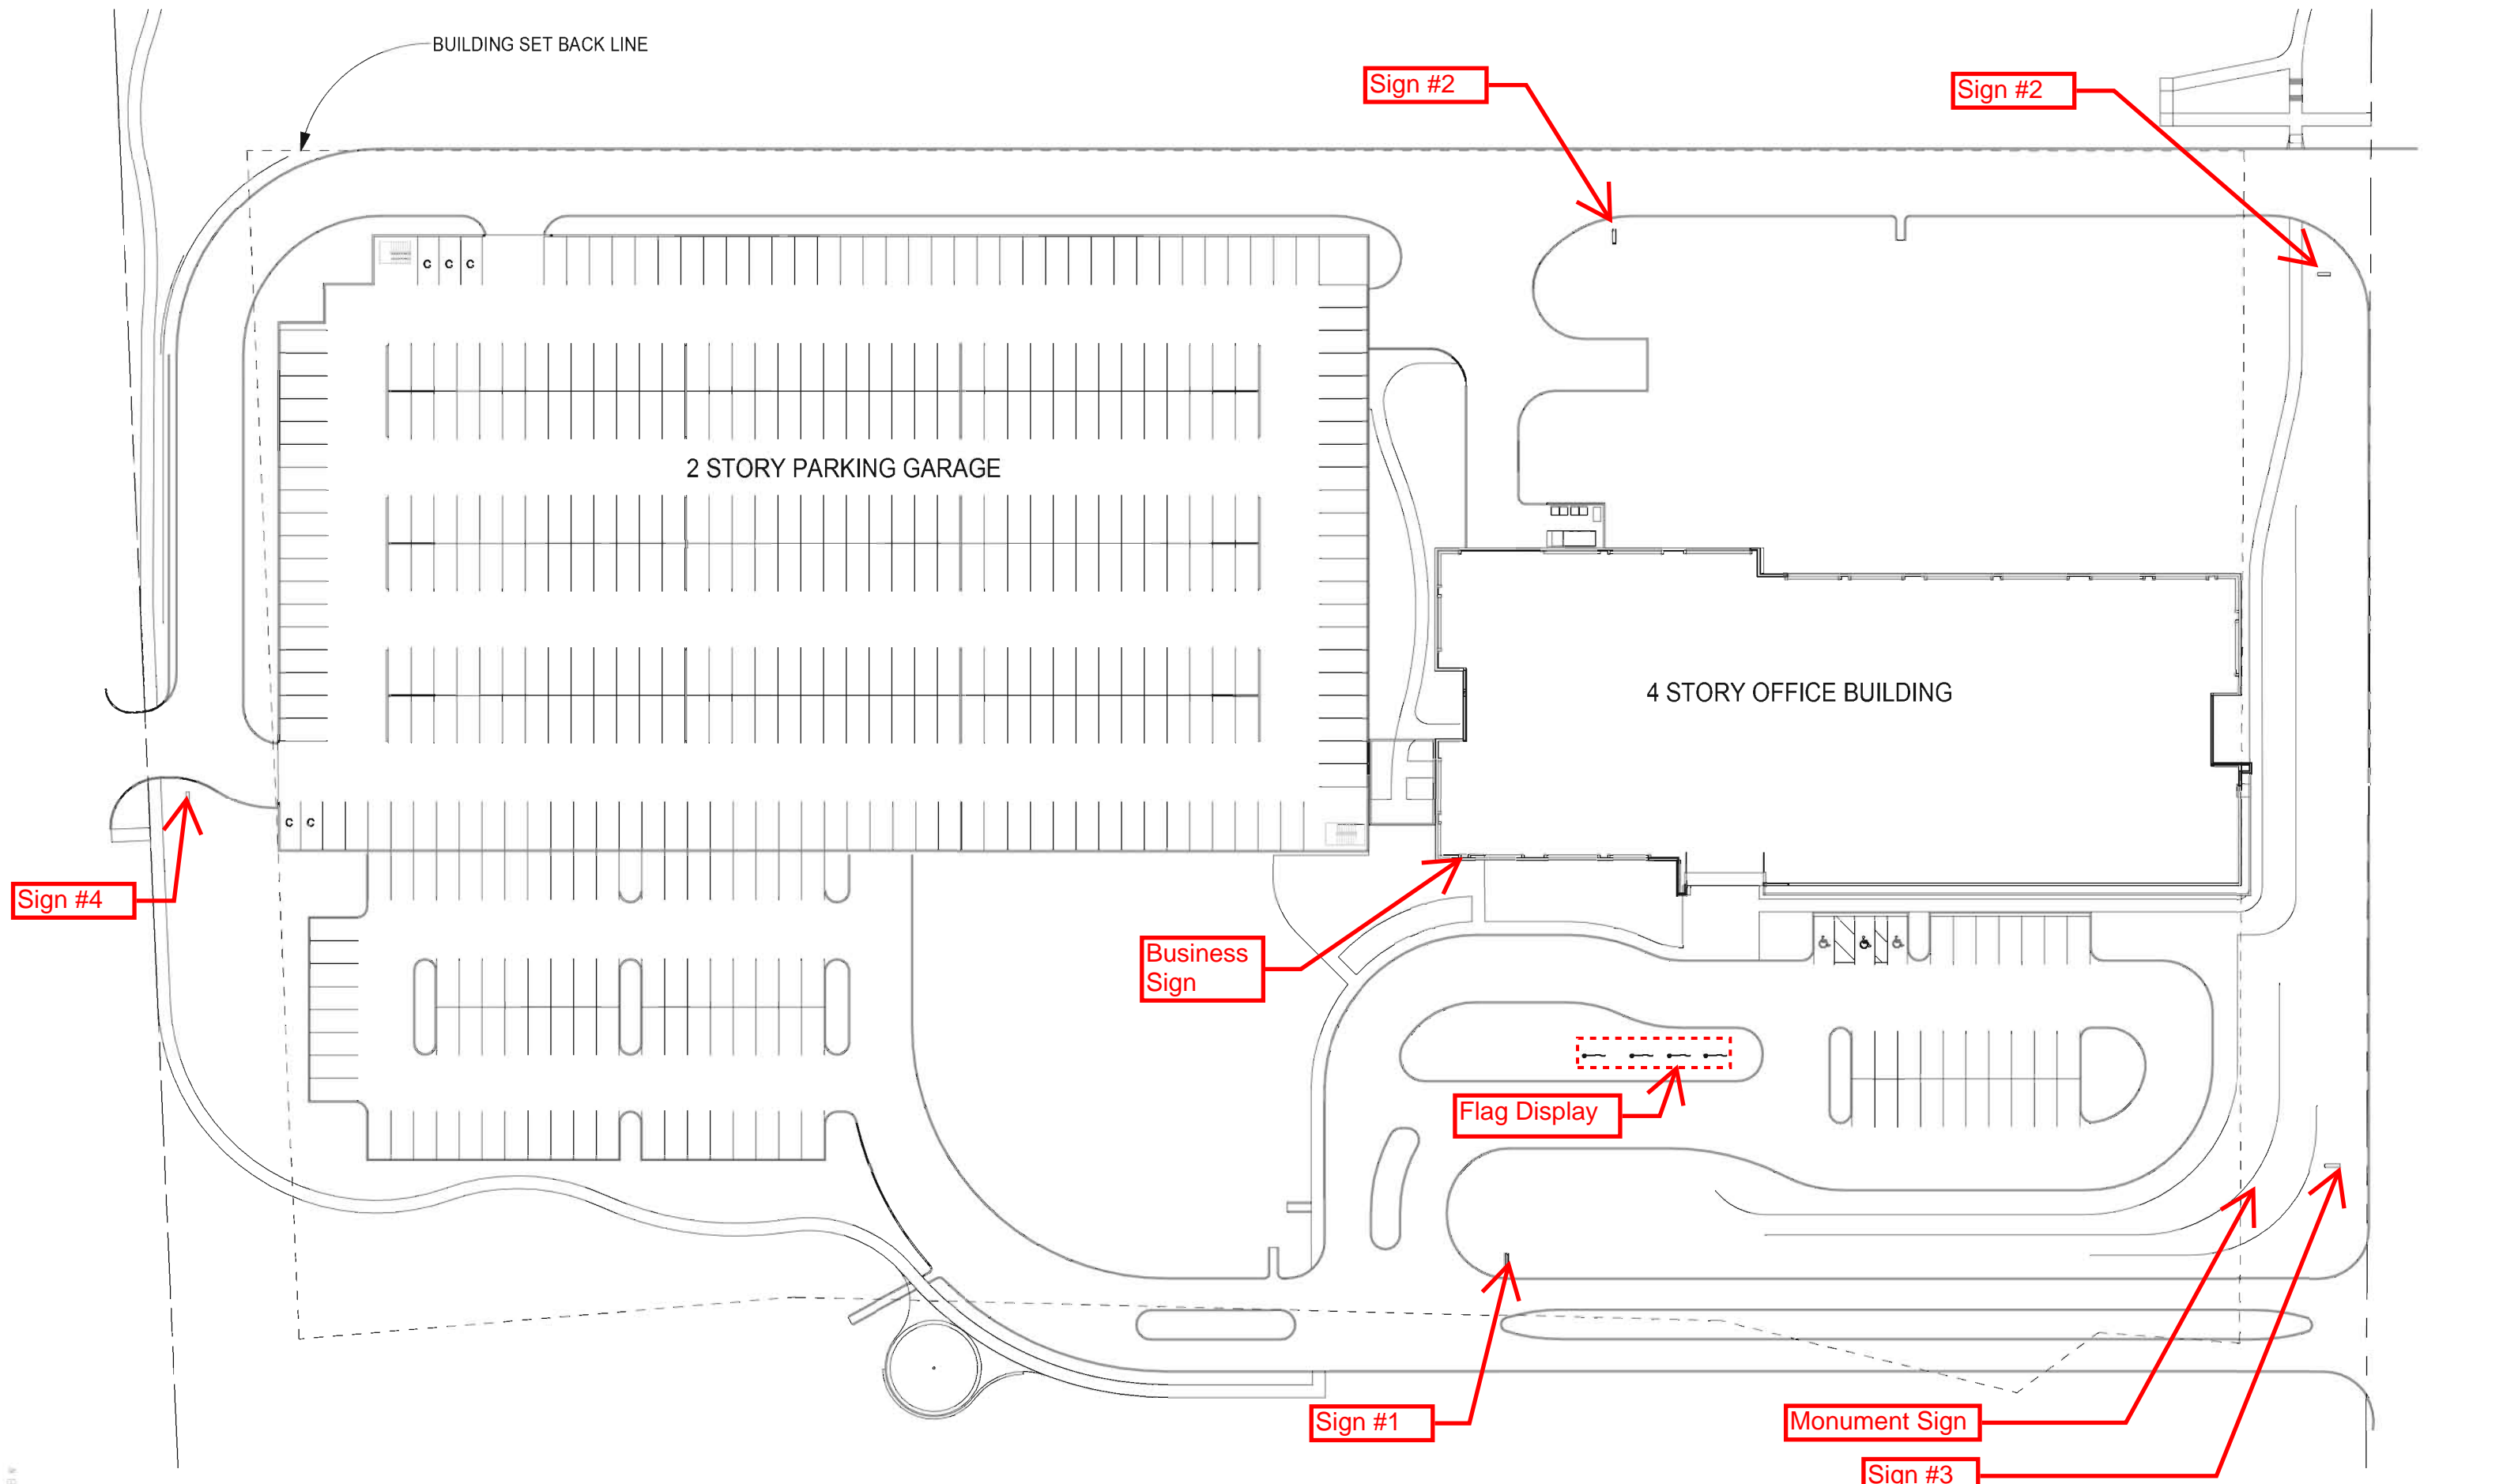 BUILDING SET BACK LINE
Sign #2
Sign #2
C C C
2 STORY PARKING GARAGE
4 STORY OFFICE BUILDING
C C
Sign #4
Business
Sign
Flag Display
Sign #1
Monument Sign
Sign #3